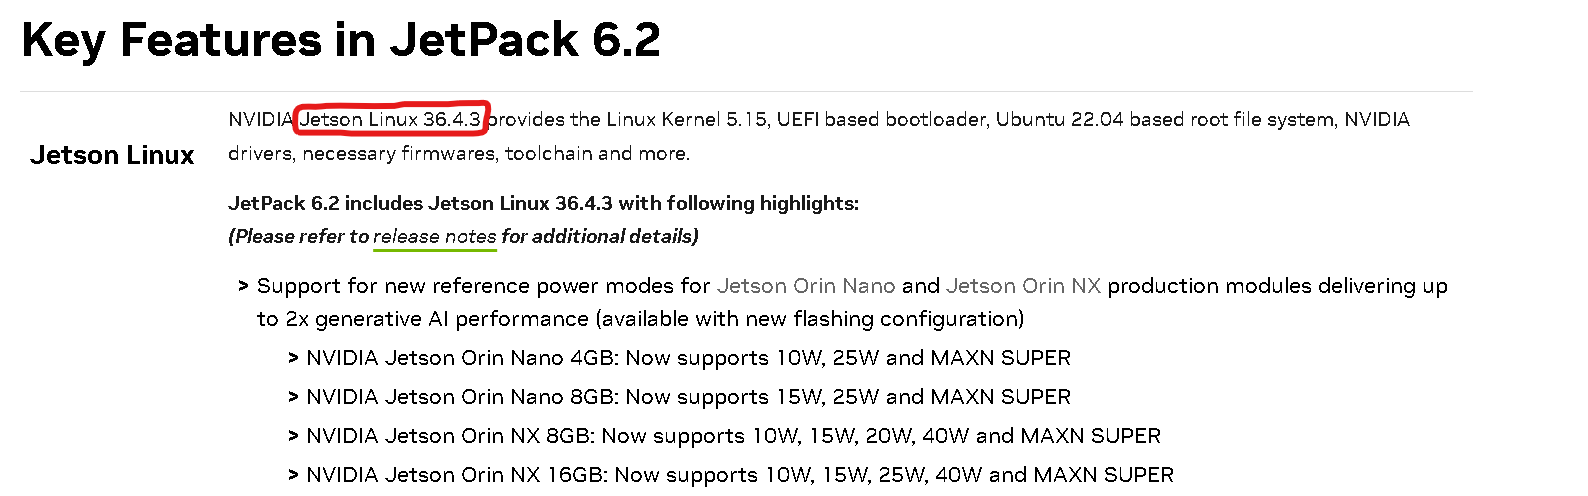 Key Features in JetPack 6.2
Jetson Linux
NVIDIA Jetson Linux 36.4.3 provides the Linux Kernel 5.15, UEFI based bootloader, Ubuntu 22.04 based root file system, NVIDIA
drivers, necessary firmwares, toolchain and more.
JetPack 6.2 includes Jetson Linux 36.4.3 with following highlights:
(Please refer to release notes for additional details)
> Support for new reference power modes for Jetson Orin Nano and Jetson Orin NX production modules delivering up
to 2x generative AI performance (available with new flashing configuration)
> NVIDIA Jetson Orin Nano 4GB: Now supports 10W, 25W and MAXN SUPER
> NVIDIA Jetson Orin Nano 8GB: Now supports 15W, 25W and MAXN SUPER
> NVIDIA Jetson Orin NX 8GB: Now supports 10W, 15W, 20W, 40W and MAXN SUPER
> NVIDIA Jetson Orin NX 16GB: Now supports 10W, 15W, 25W, 40W and MAXN SUPER